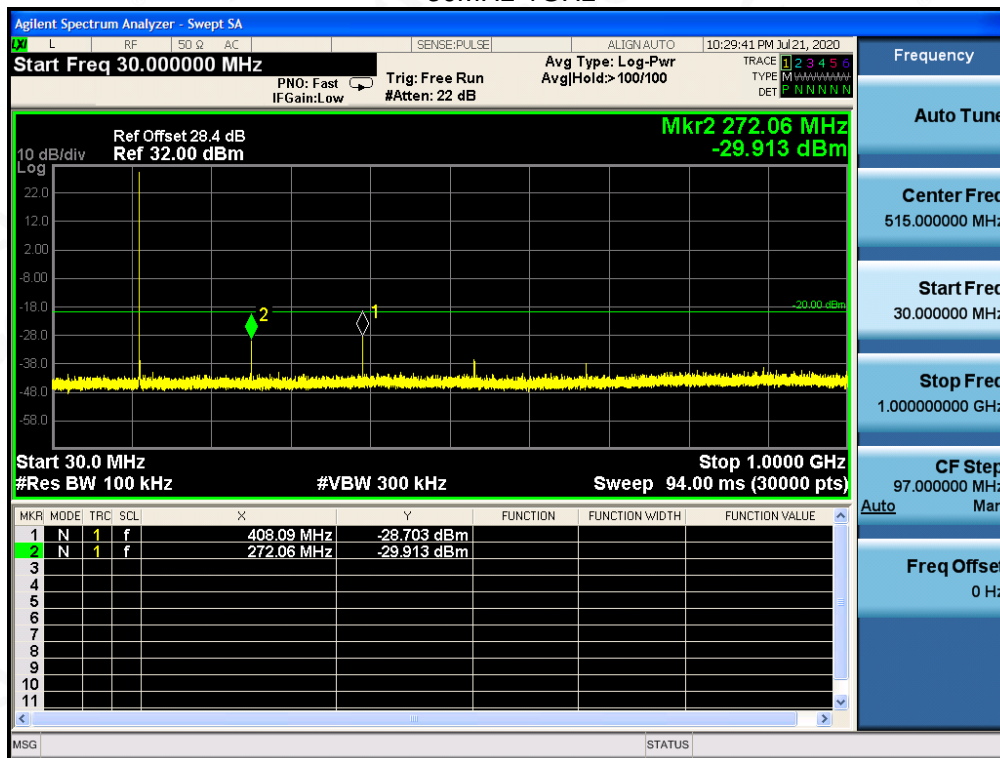 Agilent Spectrum Analyzer - Swept SA
LXI L RF 50 Ω AC SENSE:PULSE ALIGN AUTO 10:29:41 PM Jul 21, 2020
Start Freq 30.000000 MHz
PNO: Fast
IFGain:Low
Trig: Free Run
#Atten: 22 dB
Avg Type: Log-Pwr
Avg|Hold:>100/100
TRACE 1 2 3 4 5 6
TYPE M
DET P N N N N N
Frequency
Auto Tune
Mkr2 272.06 MHz
-29.913 dBm
Ref Offset 28.4 dB
10 dB/div Ref 32.00 dBm
Log
22.0
12.0
2.00
-8.00
-18.0
-28.0
-38.0
-48.0
-58.0
-20.00 dBm
2
1
Start 30.0 MHz Stop 1.0000 GHz
#Res BW 100 kHz #VBW 300 kHz Sweep 94.00 ms (30000 pts)
Center Freq
515.000000 MHz
Start Freq
30.000000 MHz
Stop Freq
1.000000000 GHz
CF Step
97.000000 MHz
Auto Man
Freq Offset
0 Hz
MKR MODE TRC SCL X Y FUNCTION FUNCTION WIDTH FUNCTION VALUE
1 N 1 f 408.09 MHz -28.703 dBm
2 N 1 f 272.06 MHz -29.913 dBm
3
4
5
6
7
8
9
10
11
MSG STATUS